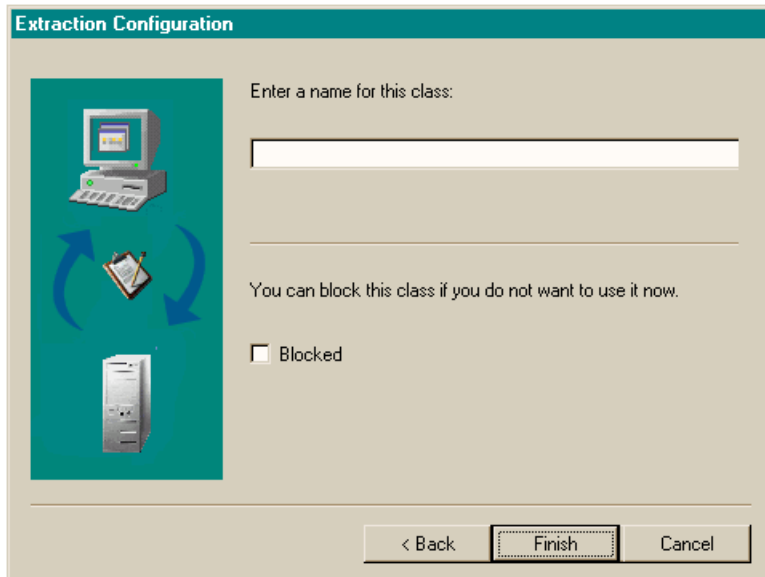 Extraction Configuration
Enter a name for this class:
You can block this class if you do not want to use it now.
Blocked
< Back Finish Cancel